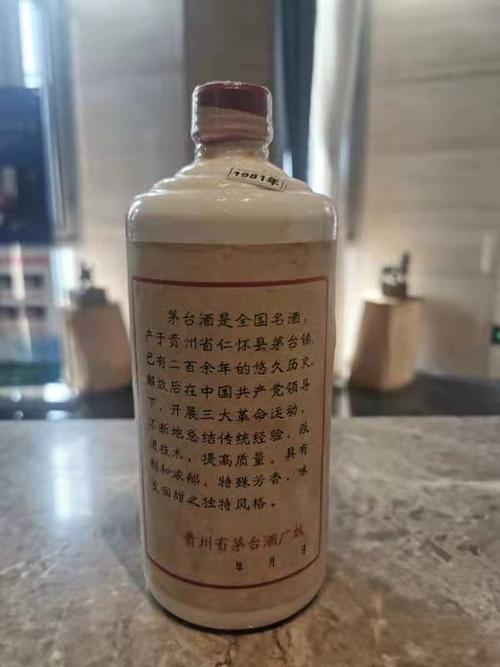 1981年
茅台酒是全国名酒，
产于贵州省仁怀县茅台镇，
已有二百余年的悠久历史，
解放后在中国共产党领导
下，开展三大革命运动，
不断地总结传统经验，改
进技术，提高质量。具有
醇和浓郁、特殊芳香，味
长回甜之独特风格。
贵州省茅台酒厂敬
年 月 日